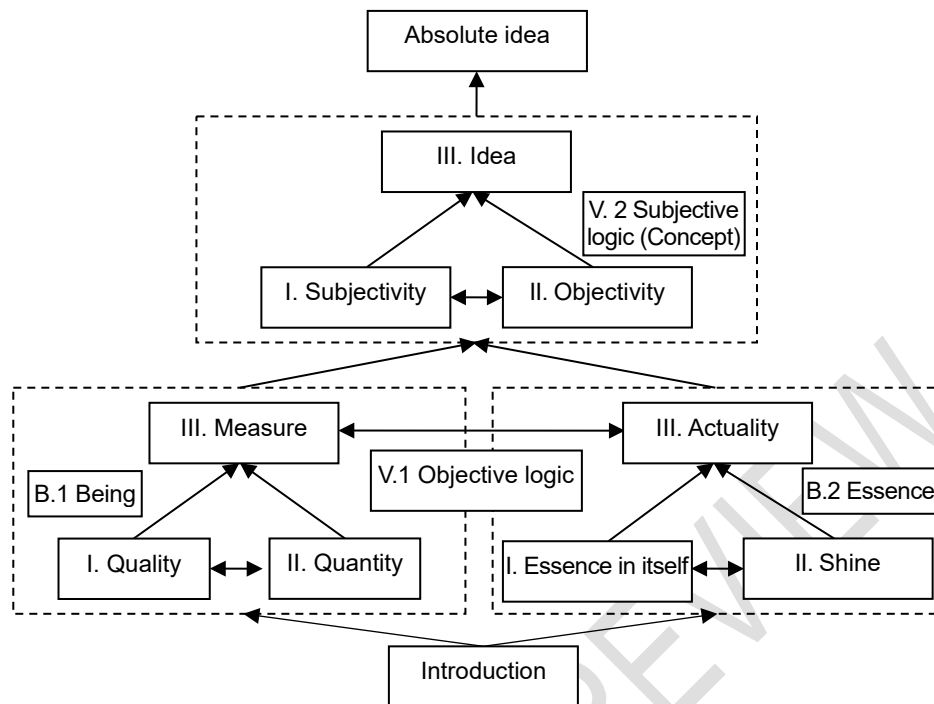 Absolute idea
III. Idea
V. 2 Subjective
logic (Concept)
I. Subjectivity
II. Objectivity
III. Measure
III. Actuality
V.1 Objective logic
B.1 Being
B.2 Essence
I. Quality
II. Quantity
I. Essence in itself
II. Shine
Introduction
REVIEW